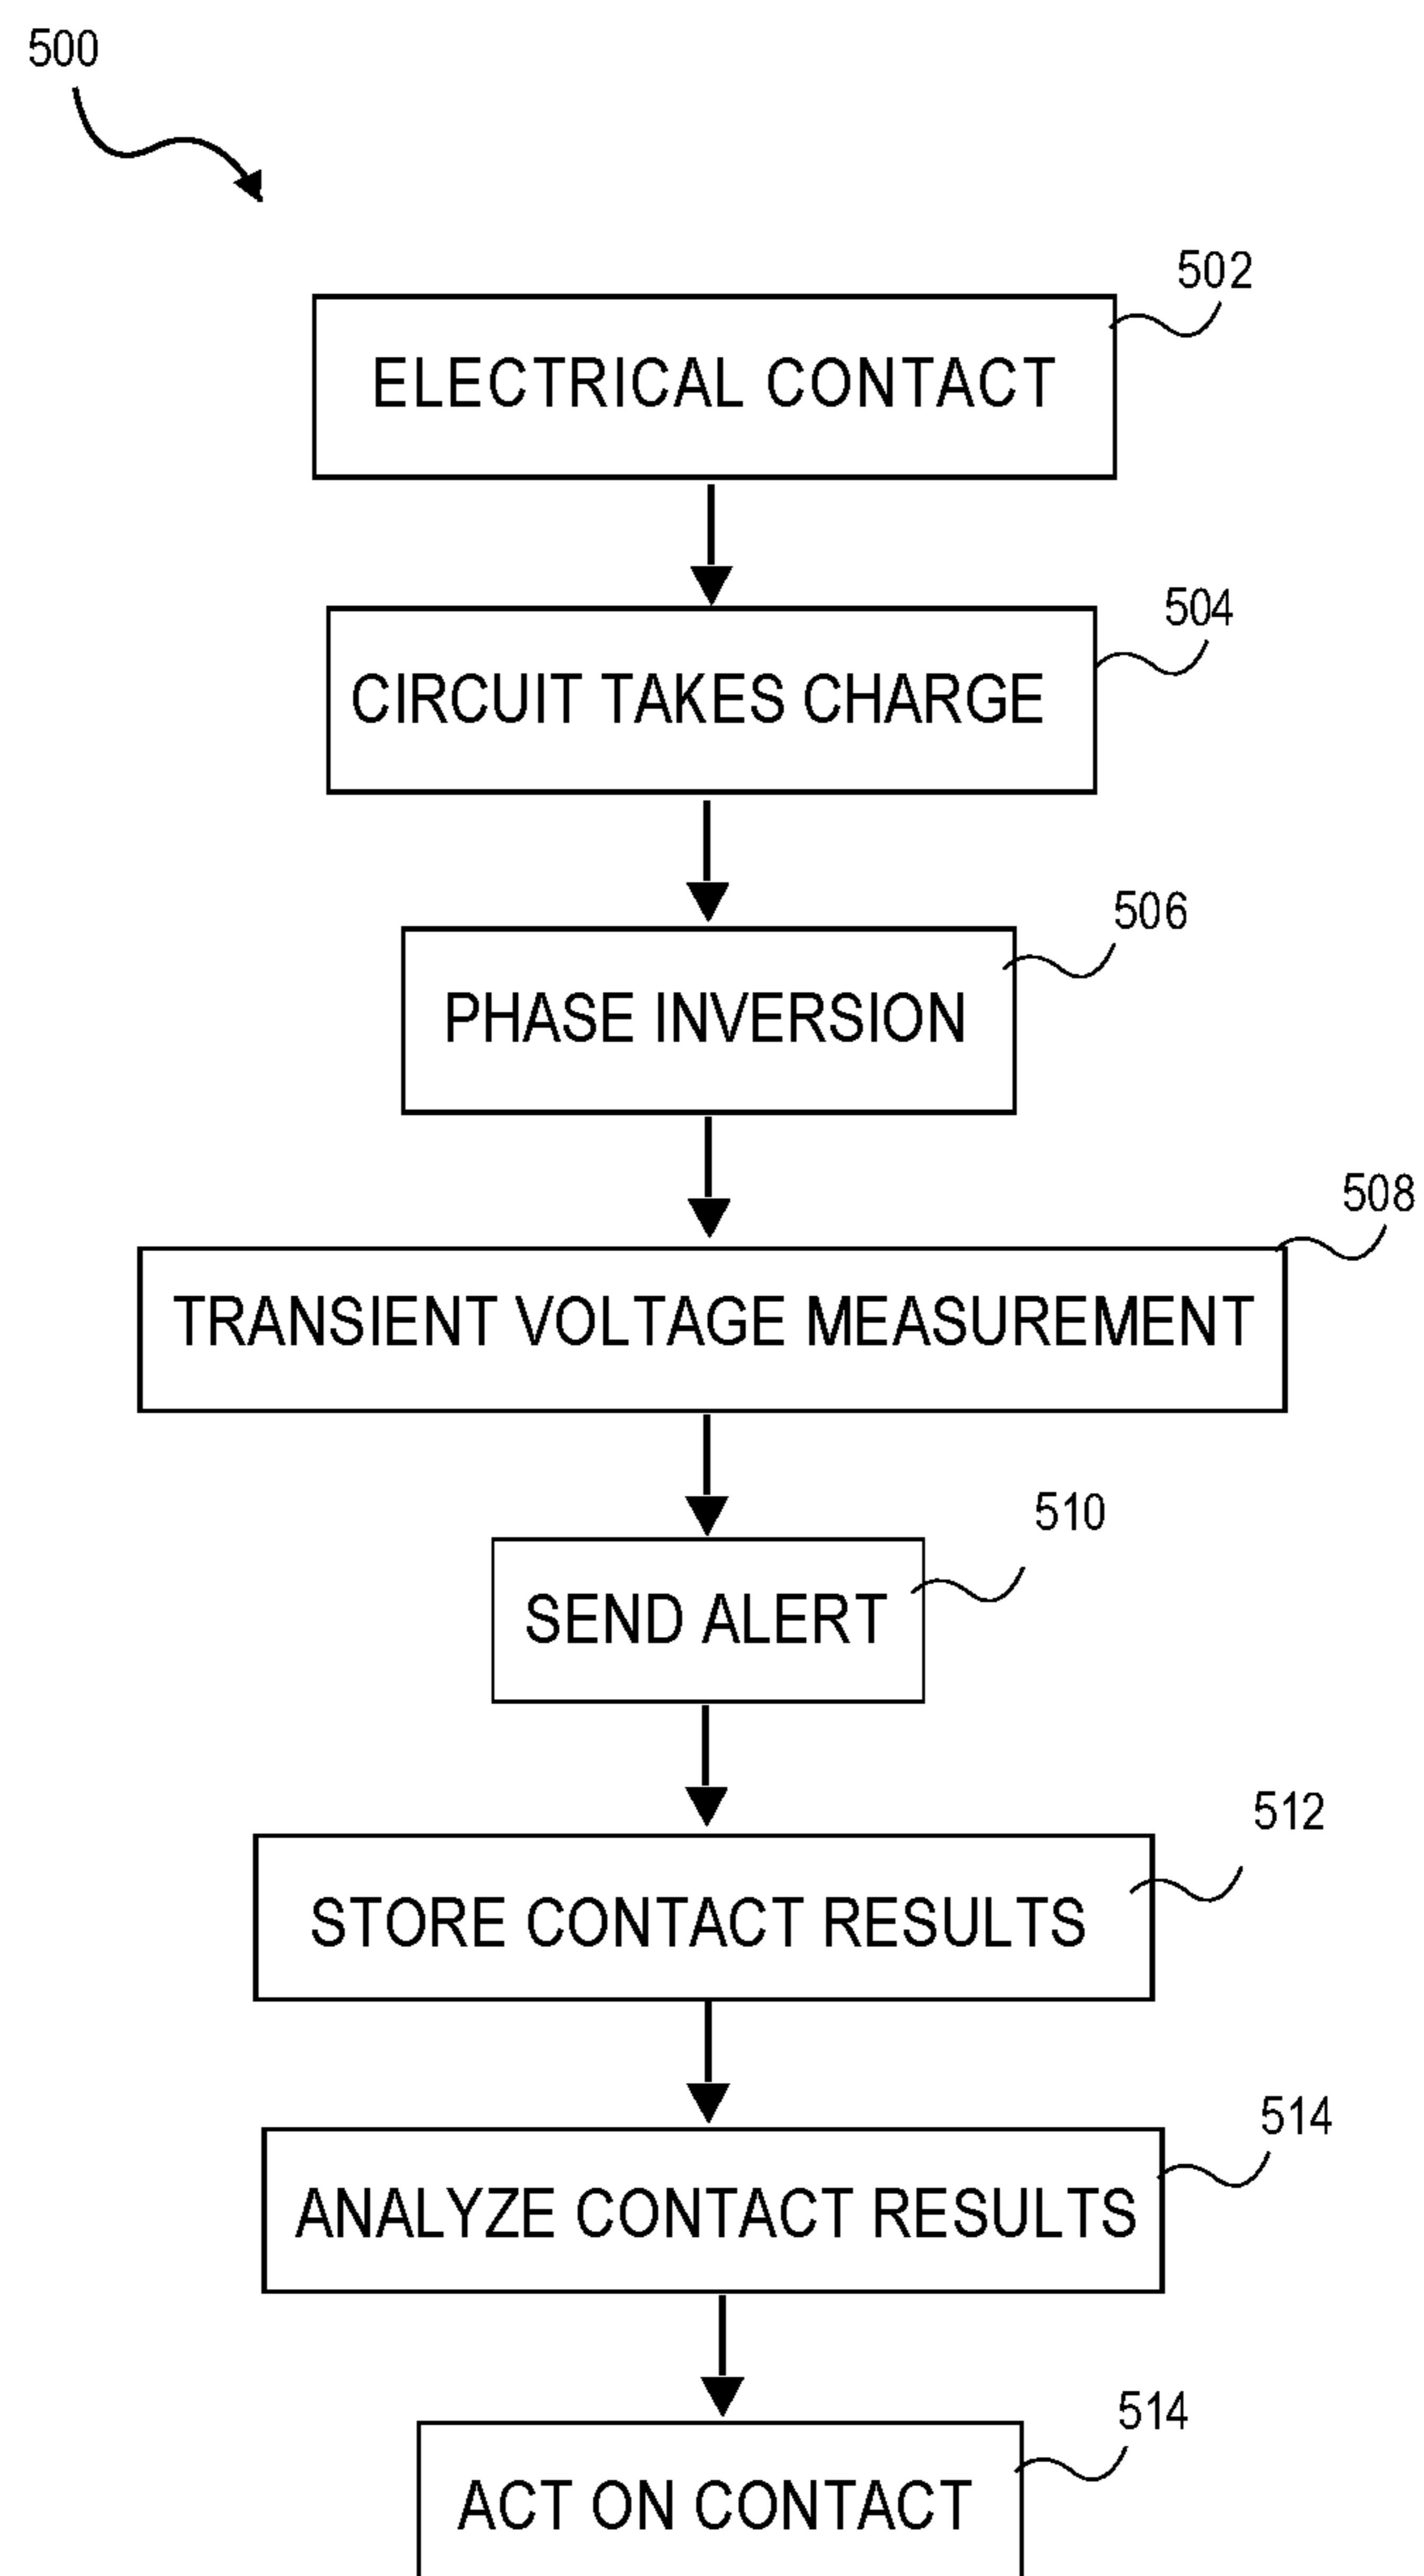 500
502
ELECTRICAL CONTACT
504
CIRCUIT TAKES CHARGE
506
PHASE INVERSION
508
TRANSIENT VOLTAGE MEASUREMENT
510
SEND ALERT
512
STORE CONTACT RESULTS
514
ANALYZE CONTACT RESULTS
514
ACT ON CONTACT